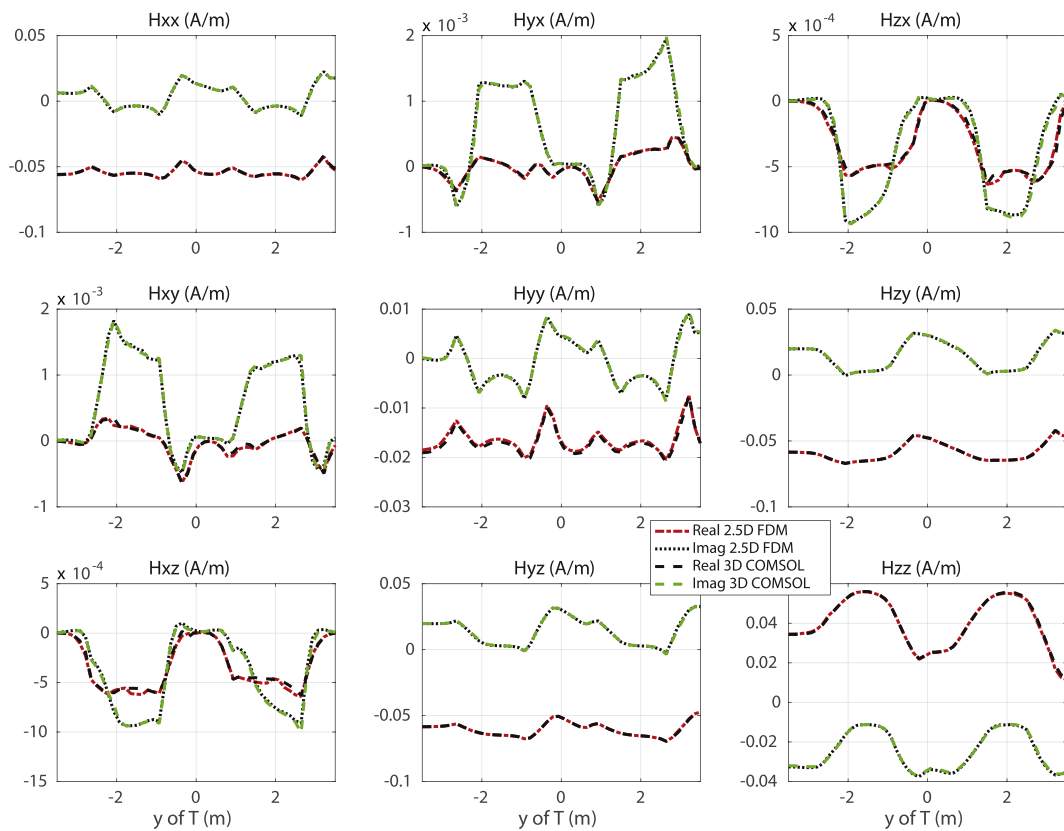 Hxx (A/m)
0.05
0
-0.05
-0.1
-2 0 2
Hyx (A/m)
x 10⁻³
2
1
0
-1
-2 0 2
Hzx (A/m)
x 10⁻⁴
5
0
-5
-10
-2 0 2
Hxy (A/m)
x 10⁻³
2
1
0
-1
-2 0 2
Hyy (A/m)
0.01
0
-0.01
-0.02
-0.03
-2 0 2
Hzy (A/m)
0.05
0
-0.05
-0.1
-2 0 2
Real 2.5D FDM
Imag 2.5D FDM
Real 3D COMSOL
Imag 3D COMSOL
Hxz (A/m)
x 10⁻⁴
5
0
-5
-10
-15
-2 0 2
y of T (m)
Hyz (A/m)
0.05
0
-0.05
-0.1
-2 0 2
y of T (m)
Hzz (A/m)
0.04
0.02
0
-0.02
-0.04
-2 0 2
y of T (m)